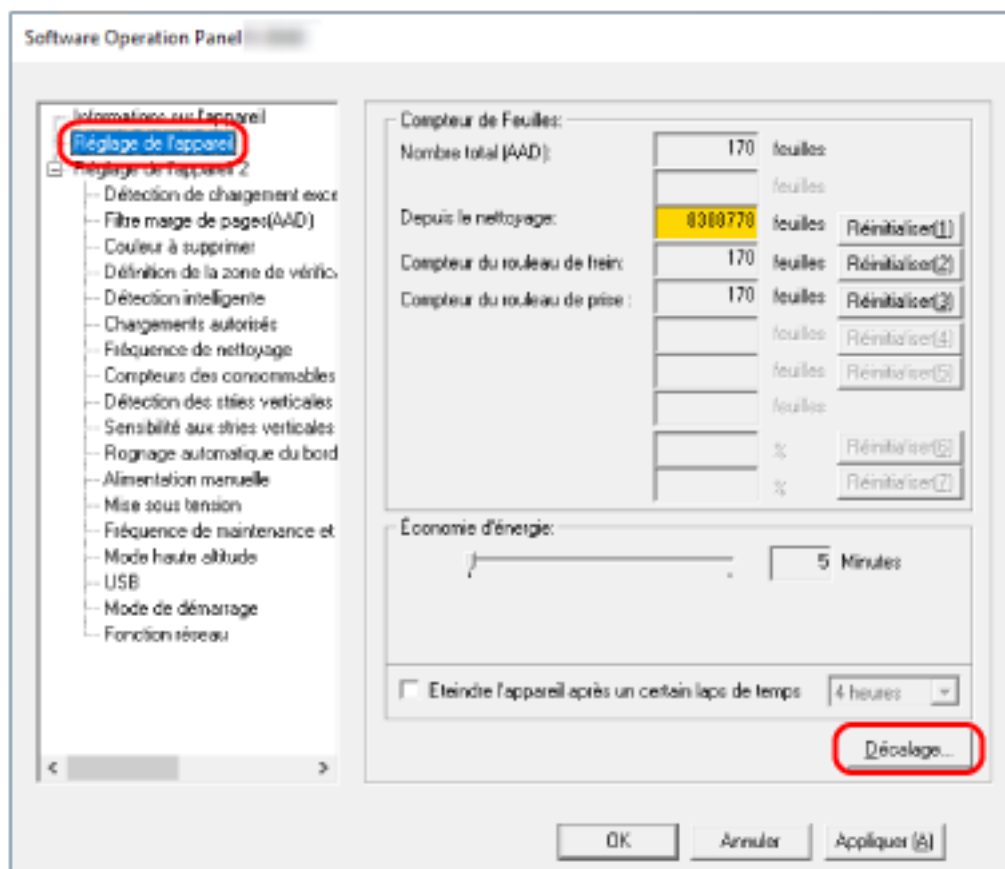 Software Operation Panel
Informations sur l'appareil
Réglage de l'appareil
Réglage de l'appareil 2
Détection de chargement exce
Filtre marge de pages(AAD)
Couleur à supprimer
Définition de la zone de vérific
Détection intelligente
Chargements autorisés
Fréquence de nettoyage
Compteurs des consommables
Détection des stries verticales
Sensibilité aux stries verticales
Rognage automatique du bord
Alimentation manuelle
Mise sous tension
Fréquence de maintenance et
Mode haute altitude
USB
Mode de démarrage
Fonction réseau
Compteur de Feuilles:
Nombre total (AAD): 170 feuilles
feuilles
Depuis le nettoyage: 8388778 feuilles Réinitialiser(1)
Compteur du rouleau de frein: 170 feuilles Réinitialiser(2)
Compteur du rouleau de prise : 170 feuilles Réinitialiser(3)
feuilles Réinitialiser(4)
feuilles Réinitialiser(5)
feuilles
% Réinitialiser(6)
% Réinitialiser(7)
Économie d'énergie:
5 Minutes
Eteindre l'appareil après un certain laps de temps 4 heures
Décalage...
OK Annuler Appliquer (A)